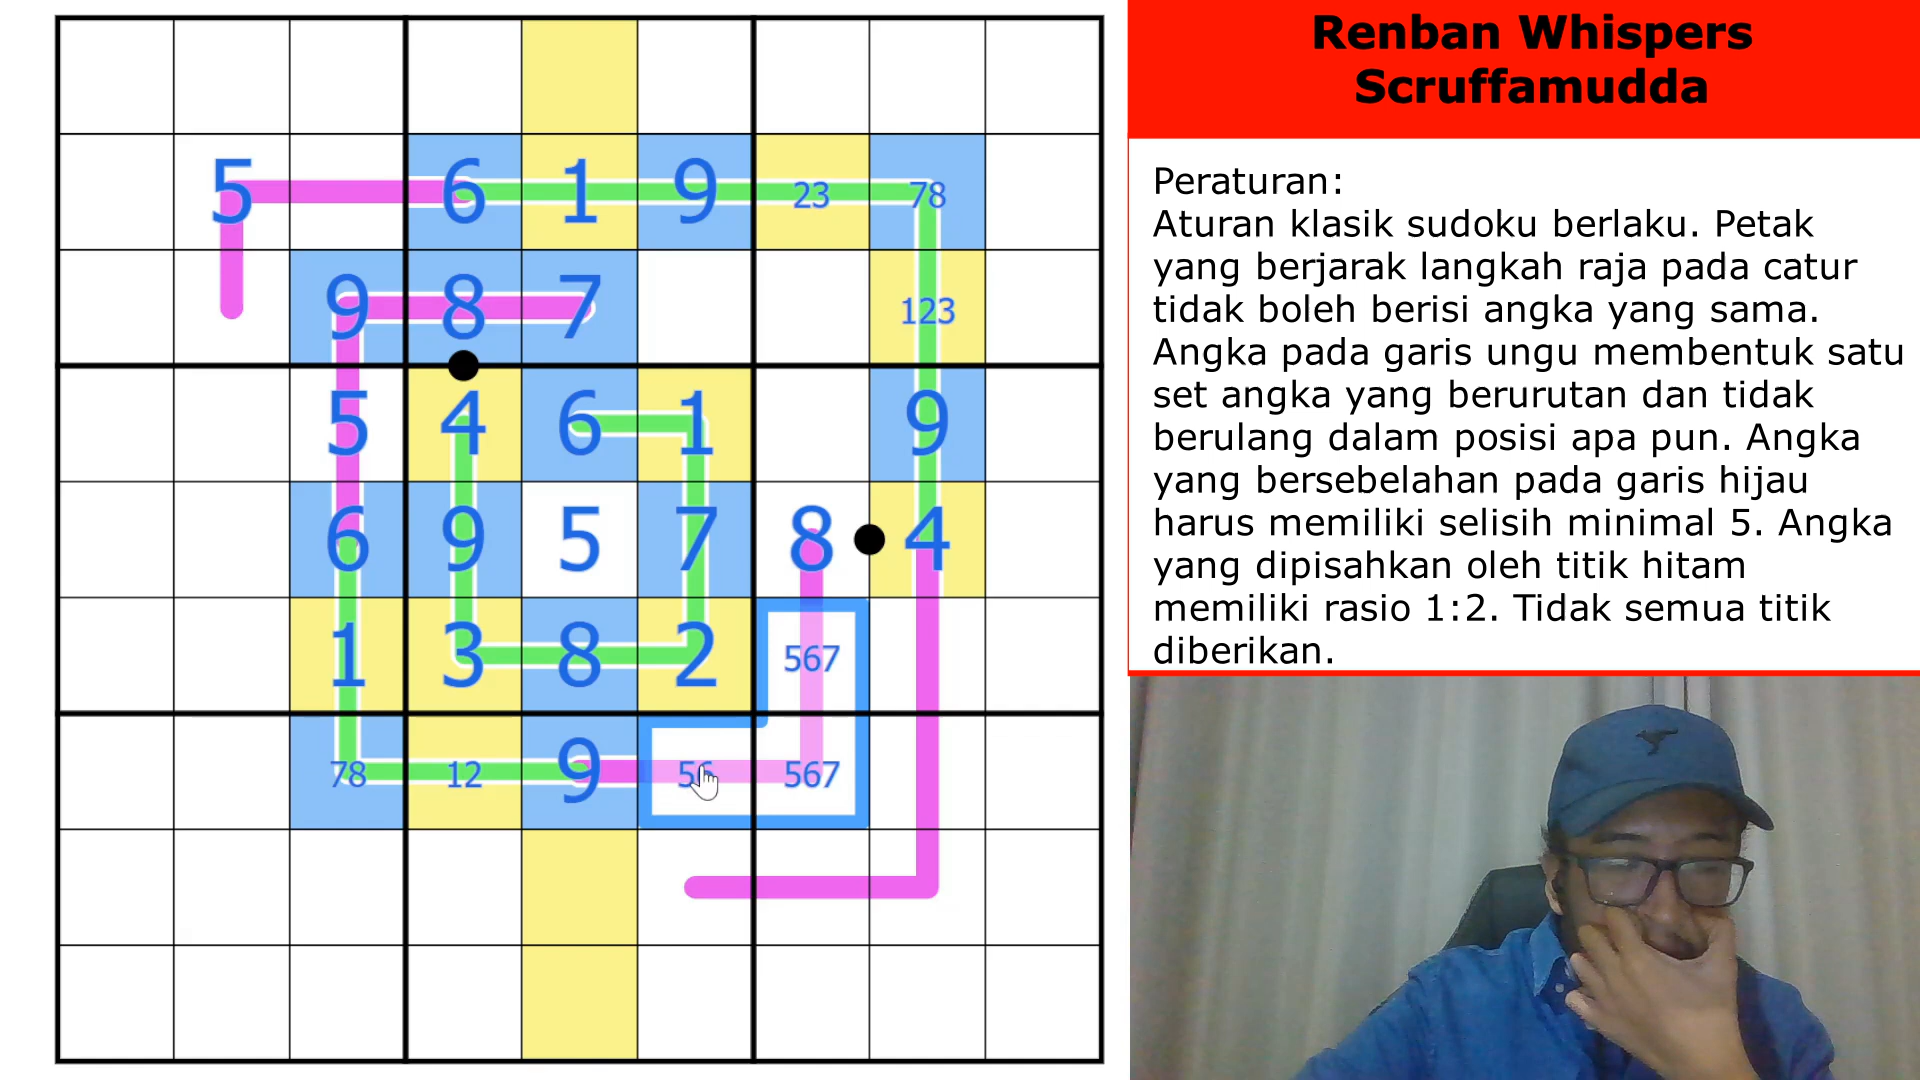 Renban Whispers
Scruffamudda
Peraturan:
Aturan klasik sudoku berlaku. Petak
yang berjarak langkah raja pada catur
tidak boleh berisi angka yang sama.
Angka pada garis ungu membentuk satu
set angka yang berurutan dan tidak
berulang dalam posisi apa pun. Angka
yang bersebelahan pada garis hijau
harus memiliki selisih minimal 5. Angka
yang dipisahkan oleh titik hitam
memiliki rasio 1:2. Tidak semua titik
diberikan.
5 6 1 9 23 78
9 8 7 123
5 4 6 1 9
6 9 5 7 8 4
1 3 8 2 567
78 12 9 56 567